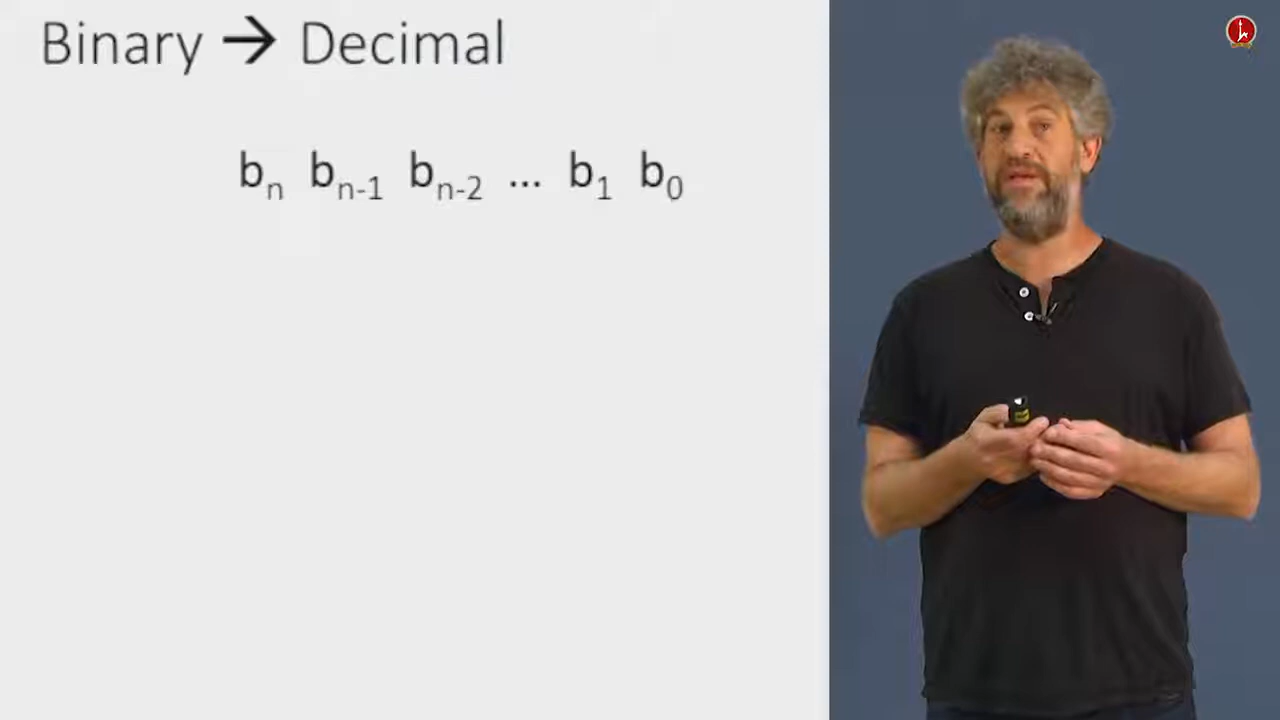 Binary → Decimal
bₙ bₙ₋₁ bₙ₋₂ ... b₁ b₀